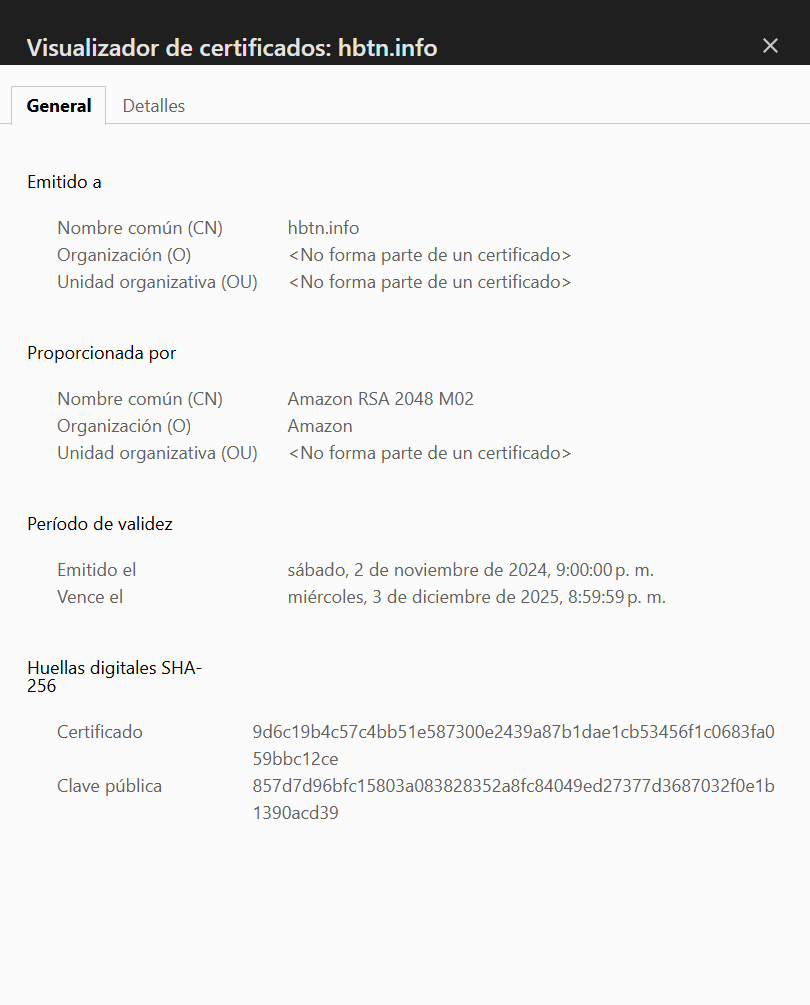 Visualizador de certificados: hbtn.info
General Detalles
Emitido a
Nombre común (CN) hbtn.info
Organización (O) <No forma parte de un certificado>
Unidad organizativa (OU) <No forma parte de un certificado>
Proporcionada por
Nombre común (CN) Amazon RSA 2048 M02
Organización (O) Amazon
Unidad organizativa (OU) <No forma parte de un certificado>
Período de validez
Emitido el sábado, 2 de noviembre de 2024, 9:00:00 p. m.
Vence el miércoles, 3 de diciembre de 2025, 8:59:59 p. m.
Huellas digitales SHA-
256
Certificado 9d6c19b4c57c4bb51e587300e2439a87b1dae1cb53456f1c0683fa0
59bbc12ce
Clave pública 857d7d96bfc15803a083828352a8fc84049ed27377d3687032f0e1b
1390acd39